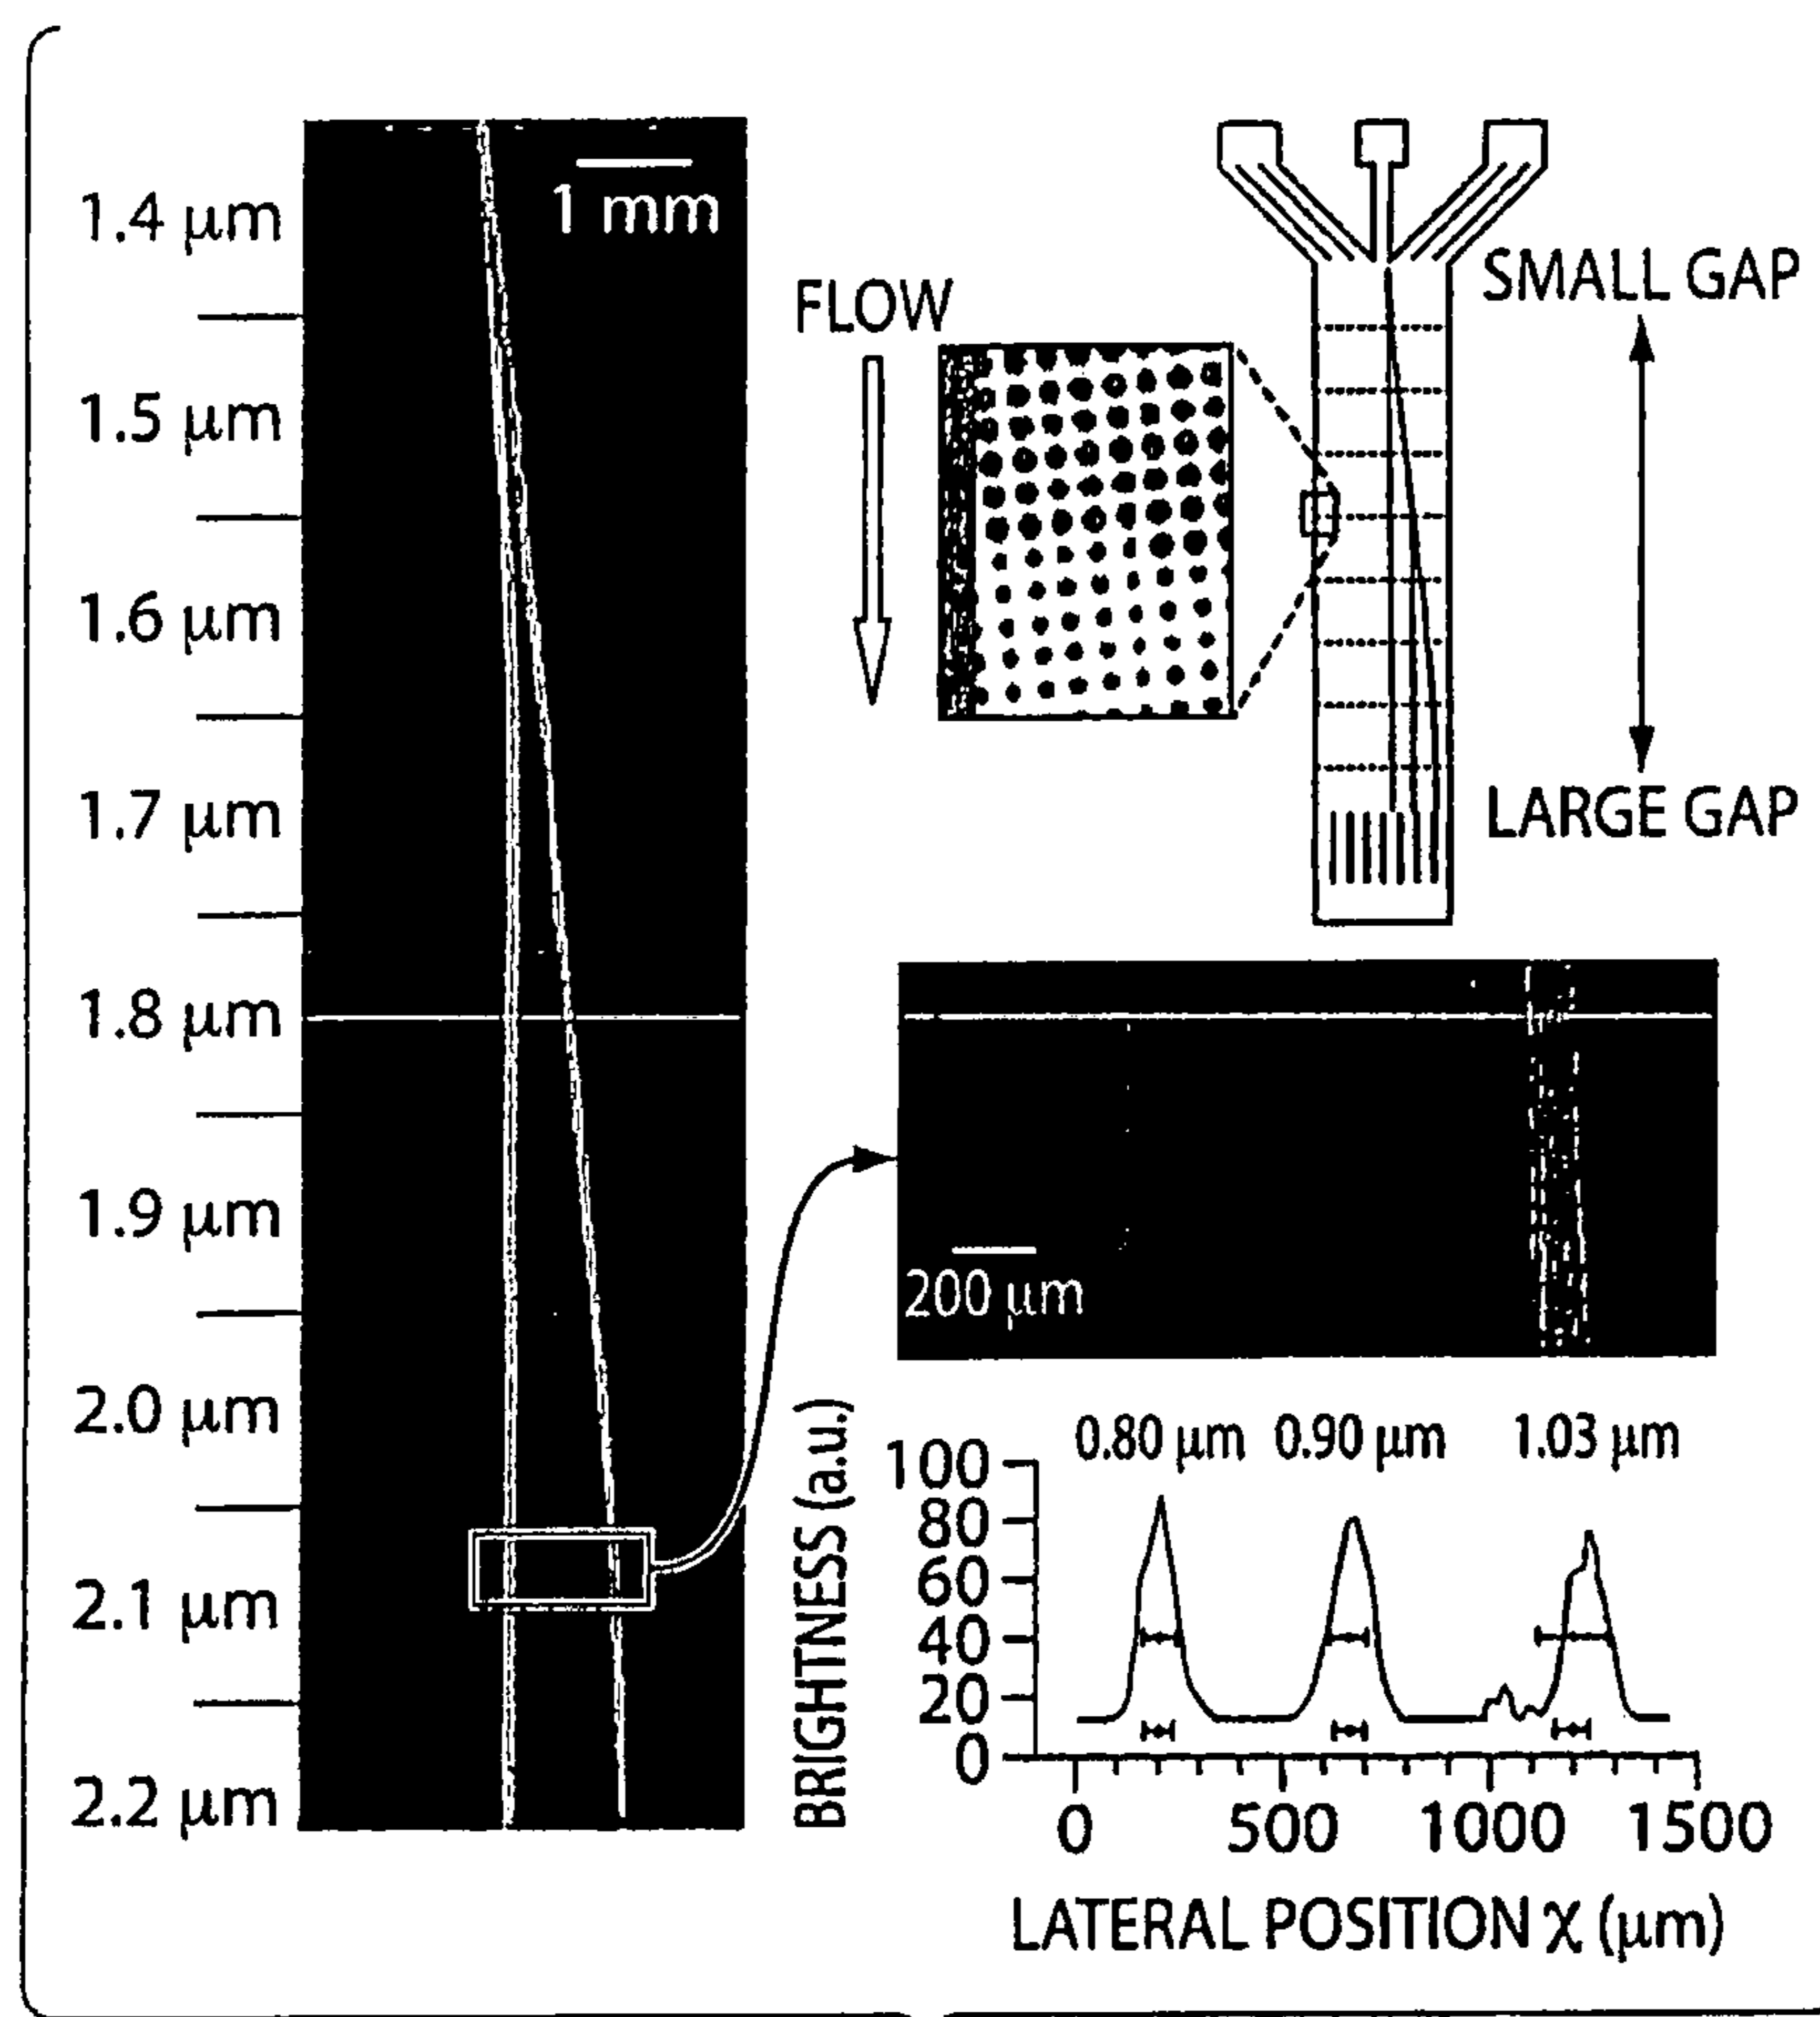 1.4 μm
1.5 μm
1.6 μm
1.7 μm
1.8 μm
1.9 μm
2.0 μm
2.1 μm
2.2 μm
1 mm
FLOW
SMALL GAP
LARGE GAP
200 μm
0.80 μm 0.90 μm 1.03 μm
BRIGHTNESS (a.u.)
100
80
60
40
20
0
0 500 1000 1500
LATERAL POSITION χ (μm)